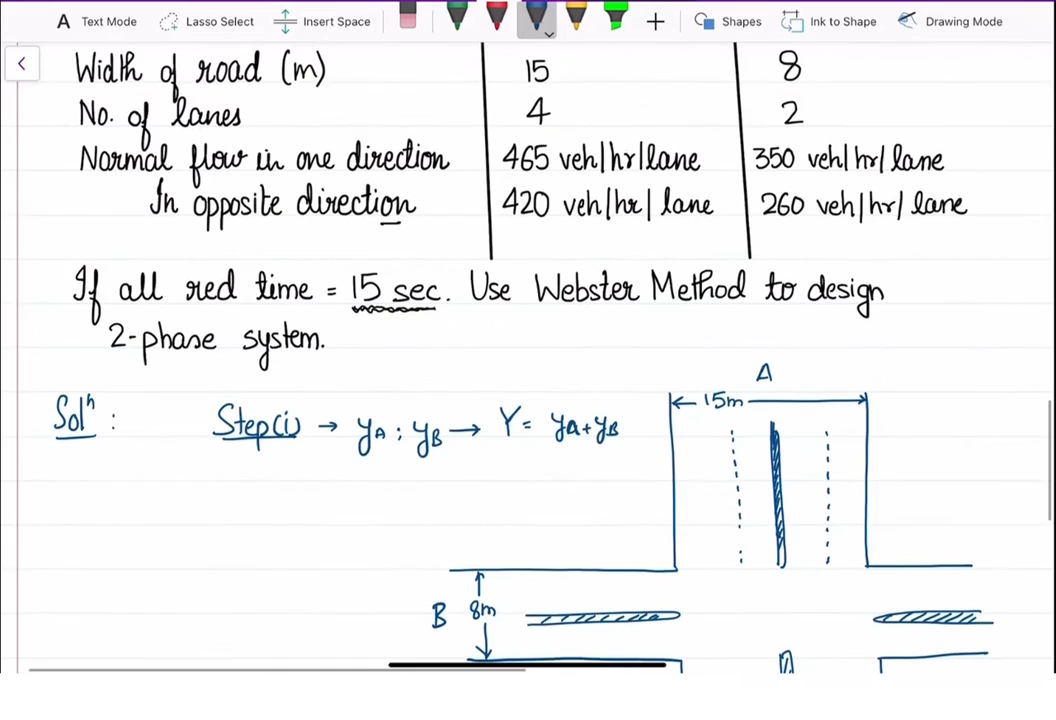 A Text Mode Lasso Select Insert Space Shapes Ink to Shape Drawing Mode
Width of road (m) 15 8
No. of lanes 4 2
Normal flow in one direction 465 veh/hr/lane 350 veh/hr/lane
In opposite direction 420 veh/hr/lane 260 veh/hr/lane
If all red time = 15 sec. Use Webster Method to design
2-phase system.
A
15m
Solⁿ : Step(i) → yA ; yB → Y = yA+yB
B 8m